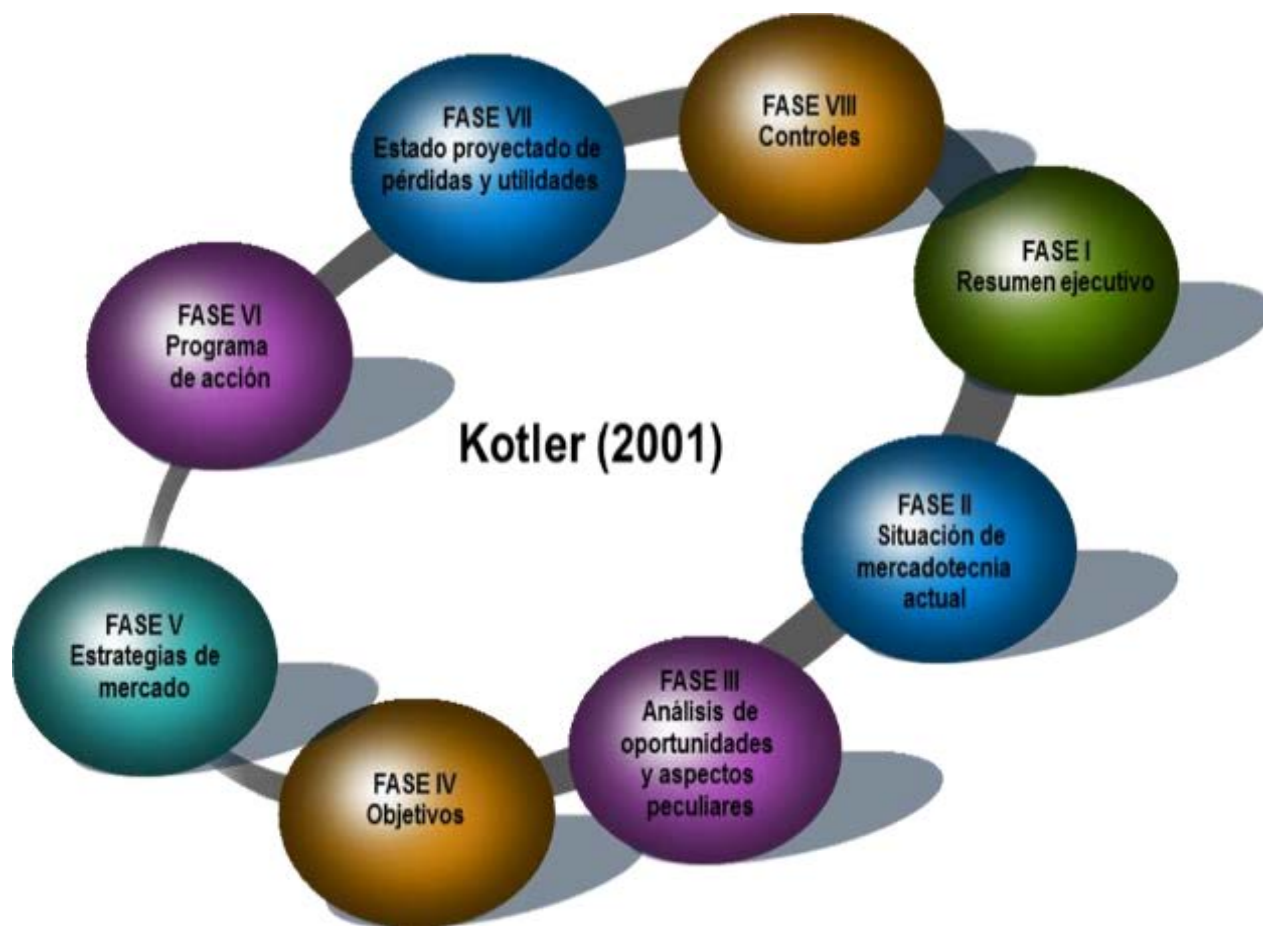 FASE VII
Estado proyectado de
pérdidas y utilidades
FASE VIII
Controles
FASE I
Resumen ejecutivo
FASE VI
Programa
de acción
Kotler (2001)
FASE II
Situación de
mercadotecnia
actual
FASE V
Estrategias de
mercado
FASE III
Análisis de
oportunidades
y aspectos
peculiares
FASE IV
Objetivos